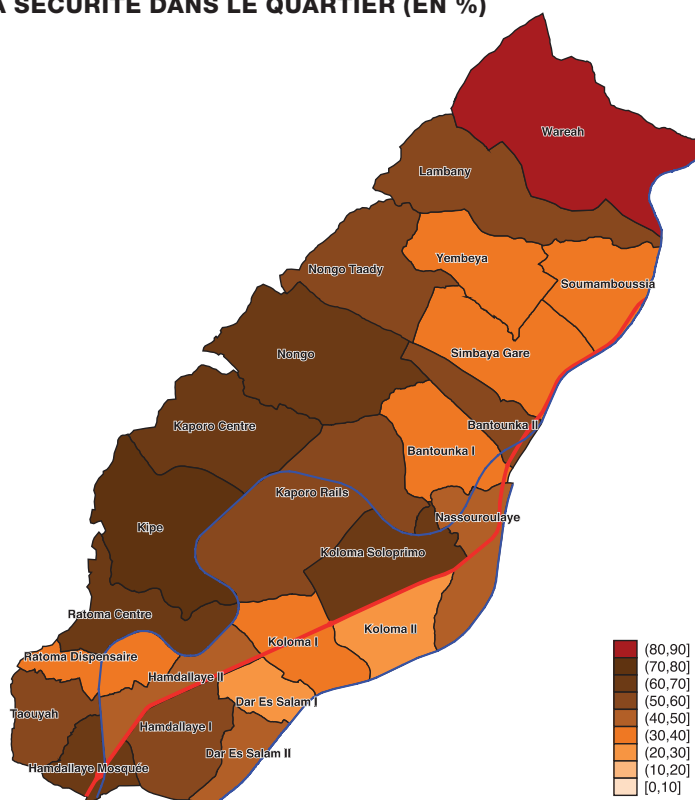 A SÉCURITÉ DANS LE QUARTIER (EN %)
Wareah
Lambany
Yembeya
Nongo Taady
Soumamboussia
Nongo
Simbaya Gare
Kaporo Centre
Bantounka II
Bantounka I
Kaporo Rails
Nassouroulaye
Kipe
Koloma Soloprimo
Ratoma Centre
Koloma II
Koloma I
Ratoma Dispensaire
Hamdallaye II
Dar Es Salam I
Taouyah
Hamdallaye I
Dar Es Salam II
Hamdallaye Mosquée
(80,90]
(70,80]
(60,70]
(50,60]
(40,50]
(30,40]
(20,30]
(10,20]
[0,10]